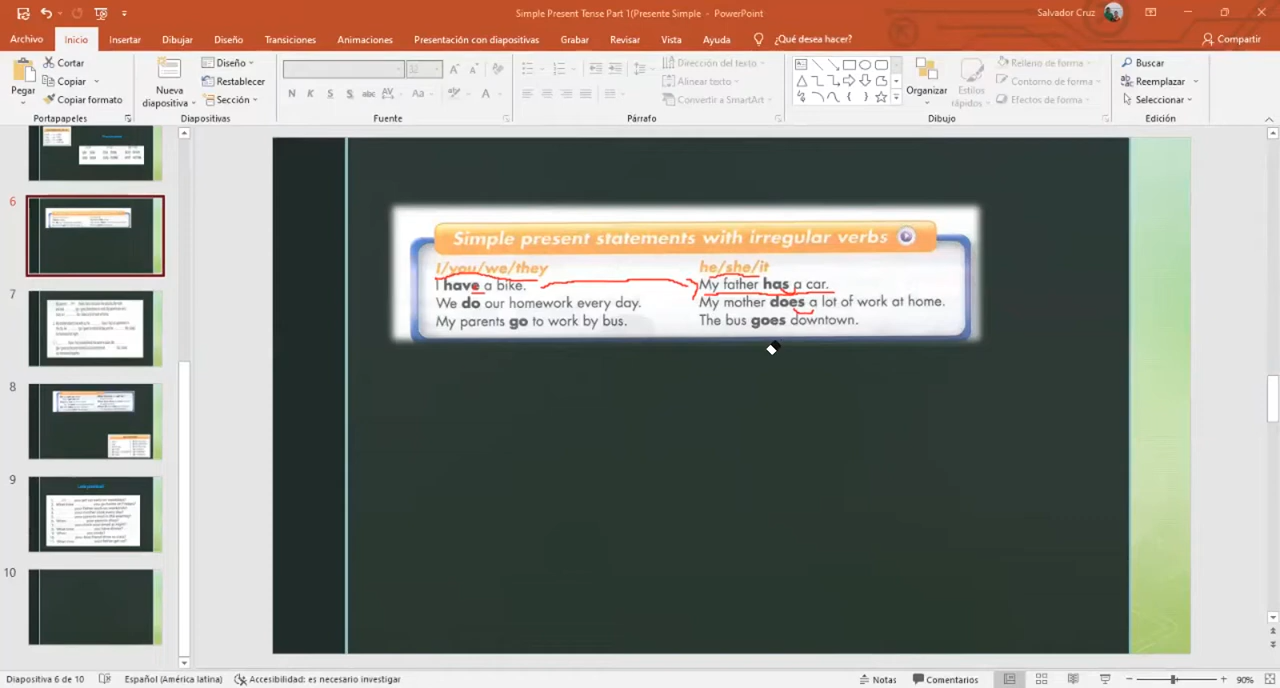 Simple Present Tense Part 1(Presente Simple - PowerPoint
Salvador Cruz
Archivo Inicio Insertar Dibujar Diseño Transiciones Animaciones Presentación con diapositivas Grabar Revisar Vista Ayuda ¿Qué desea hacer? Compartir
Pegar
Cortar
Copiar
Copiar formato
Portapapeles
Nueva diapositiva
Diseño
Restablecer
Sección
Diapositivas
N K S S abc AV Aa A
Fuente
Dirección del texto
Alinear texto
Convertir a SmartArt
Párrafo
Organizar
Estilos rápidos
Relleno de forma
Contorno de forma
Efectos de forma
Dibujo
Buscar
Reemplazar
Seleccionar
Edición
6
7
8
9
10
Simple present statements with irregular verbs
I/you/we/they
I have a bike.
We do our homework every day.
My parents go to work by bus.
he/she/it
My father has a car.
My mother does a lot of work at home.
The bus goes downtown.
Diapositiva 6 de 10 Español (América latina) Accesibilidad: es necesario investigar Notas Comentarios 90%